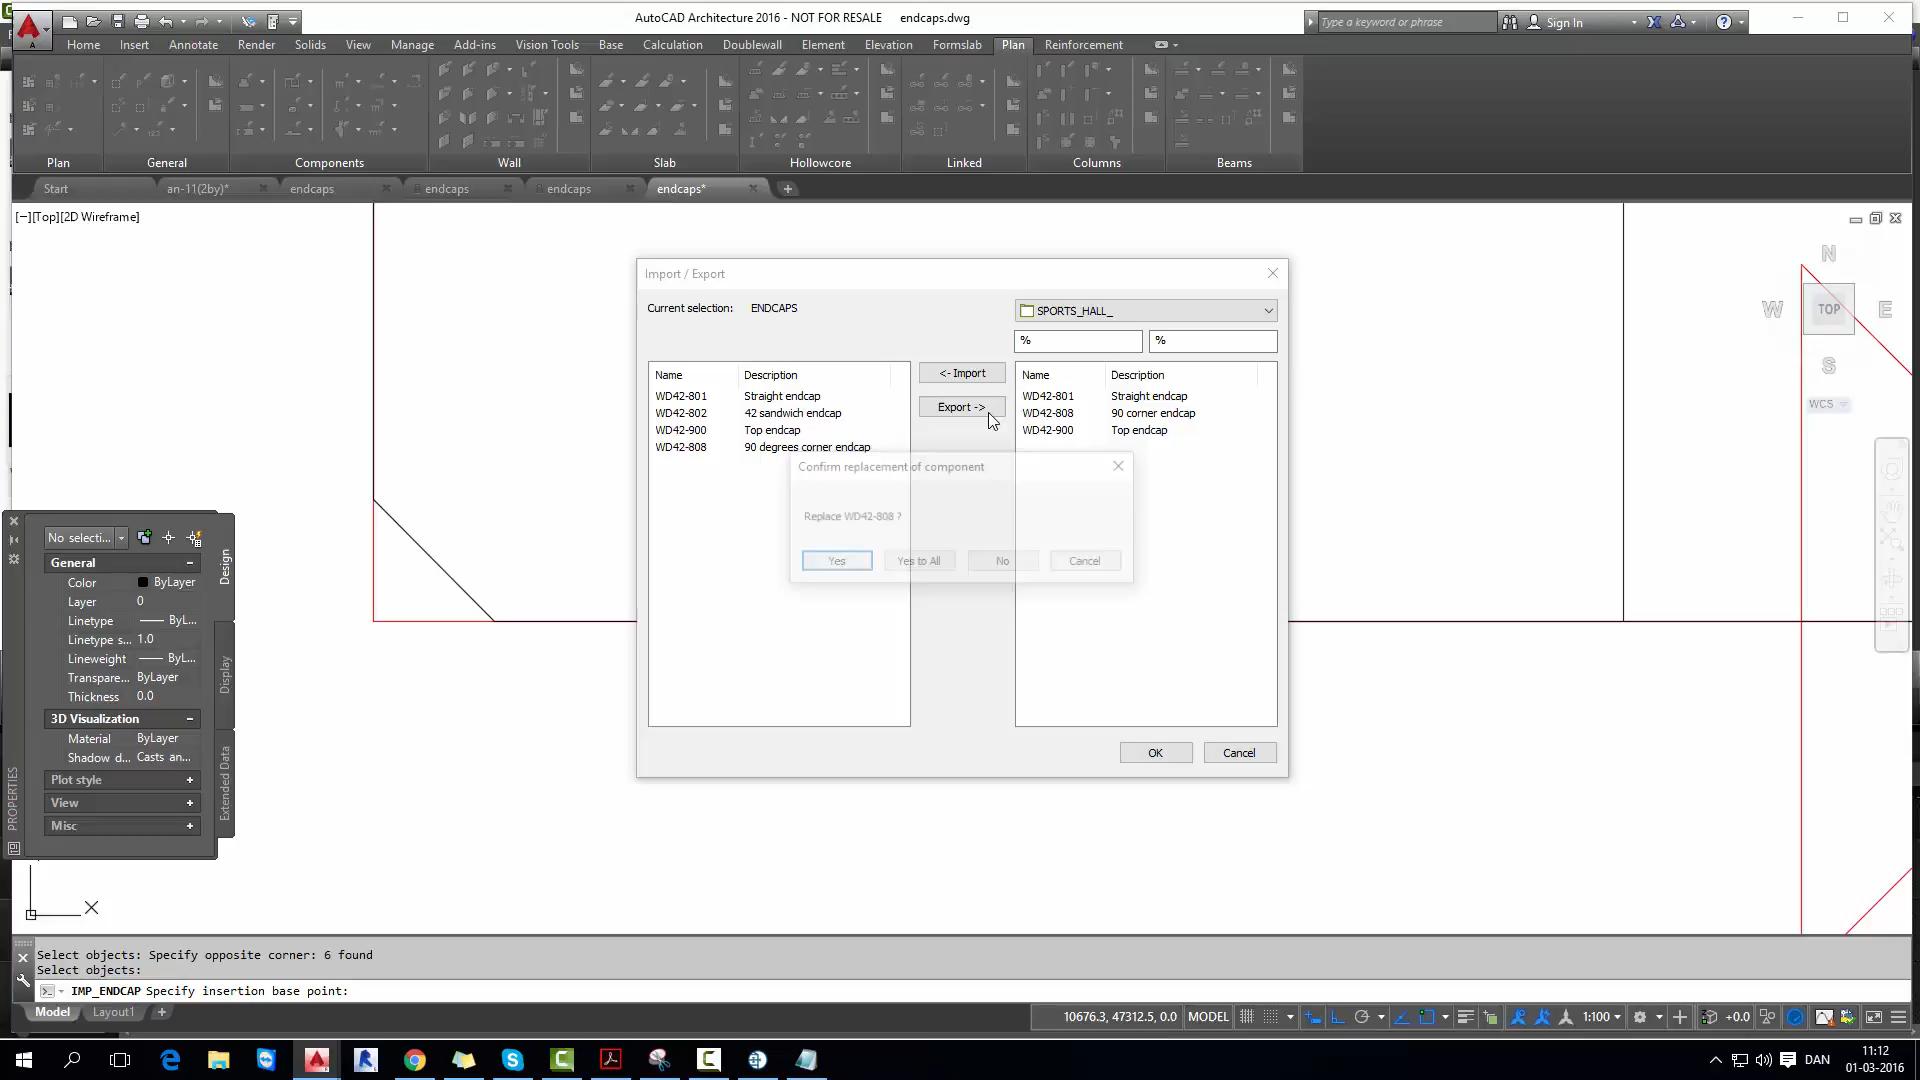 AutoCAD Architecture 2016 - NOT FOR RESALE endcaps.dwg
Type a keyword or phrase
Sign In
Home Insert Annotate Render Solids View Manage Add-ins Vision Tools Base Calculation Doublewall Element Elevation Formslab Plan Reinforcement
Plan General Components Wall Slab Hollowcore Linked Columns Beams
Start an-11(2by)* endcaps endcaps endcaps endcaps*
[−][Top][2D Wireframe]
N
W TOP E
S
WCS
Import / Export
Current selection: ENDCAPS
SPORTS_HALL_
% %
Name Description
WD42-801 Straight endcap
WD42-802 42 sandwich endcap
WD42-900 Top endcap
WD42-808 90 degrees corner endcap
<- Import
Export ->
Name Description
WD42-801 Straight endcap
WD42-808 90 corner endcap
WD42-900 Top endcap
Confirm replacement of component
Replace WD42-808 ?
Yes Yes to All No Cancel
OK Cancel
No selecti...
General
Color ByLayer
Layer 0
Linetype ByL...
Linetype s... 1.0
Lineweight ByL...
Transpare... ByLayer
Thickness 0.0
3D Visualization
Material ByLayer
Shadow d... Casts an...
Plot style
View
Misc
Design
Display
Extended Data
PROPERTIES
X
Select objects: Specify opposite corner: 6 found
Select objects:
IMP_ENDCAP Specify insertion base point:
Model Layout1
10676.3, 47312.5, 0.0 MODEL 1:100 +0.0
DAN
11:12
01-03-2016